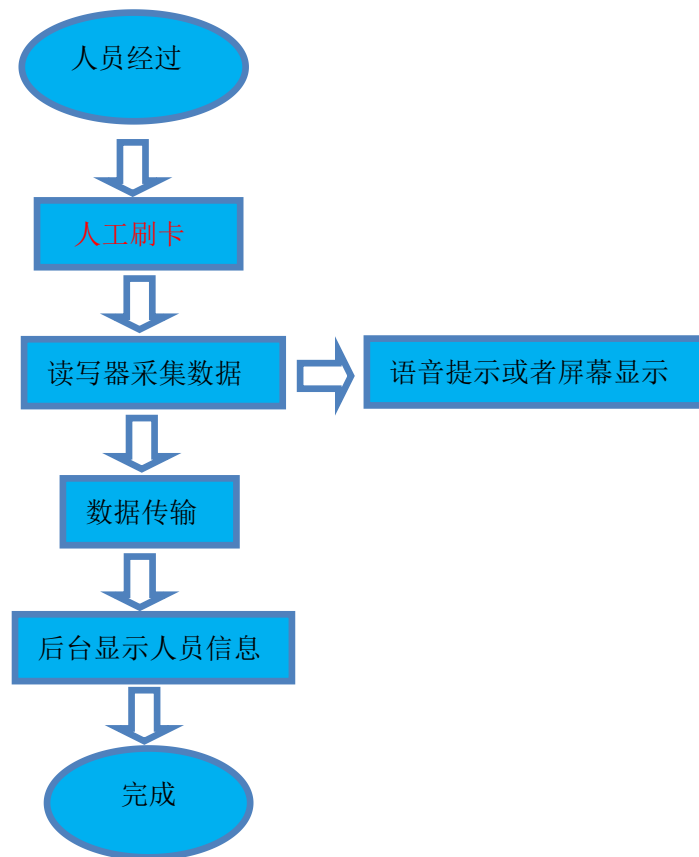 人员经过
人工刷卡
读写器采集数据
语音提示或者屏幕显示
数据传输
后台显示人员信息
完成